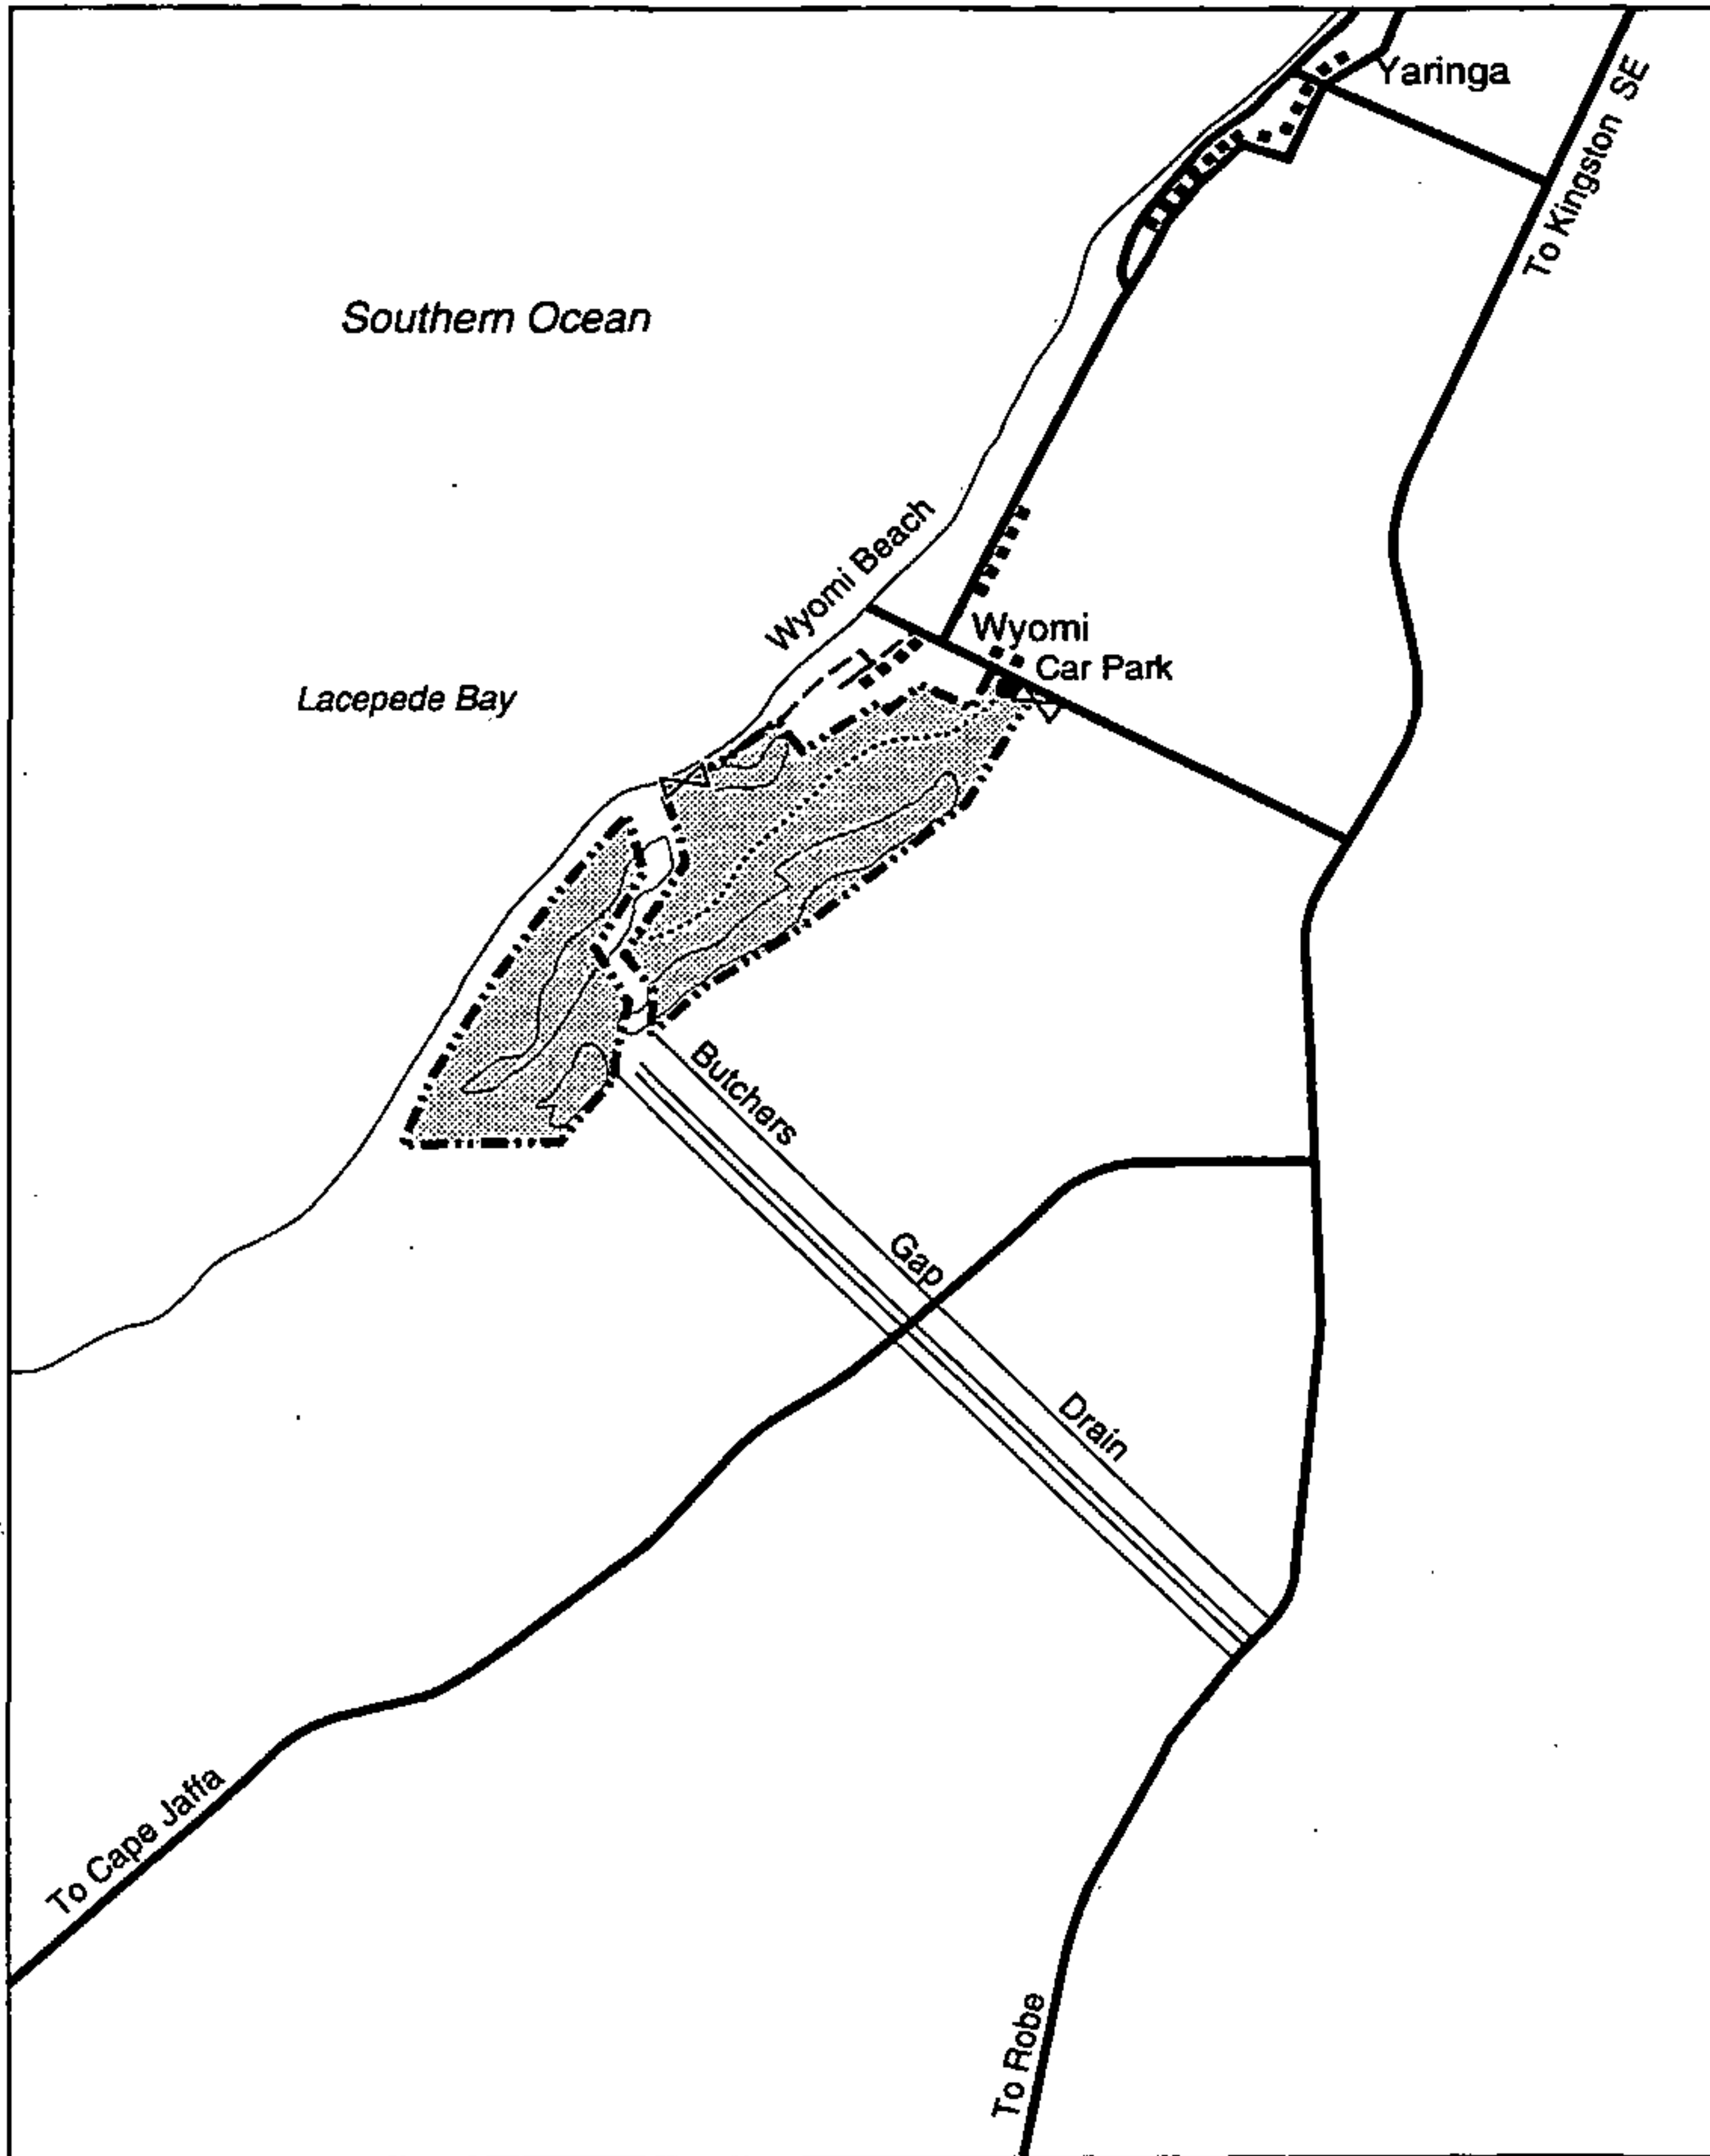 Yaringa
To Kingston SE
Southern Ocean
Wyomi Beach
Wyomi
Car Park
Lacepede Bay
Butchers
Gap
Drain
To Cape Jaffa
To Robe